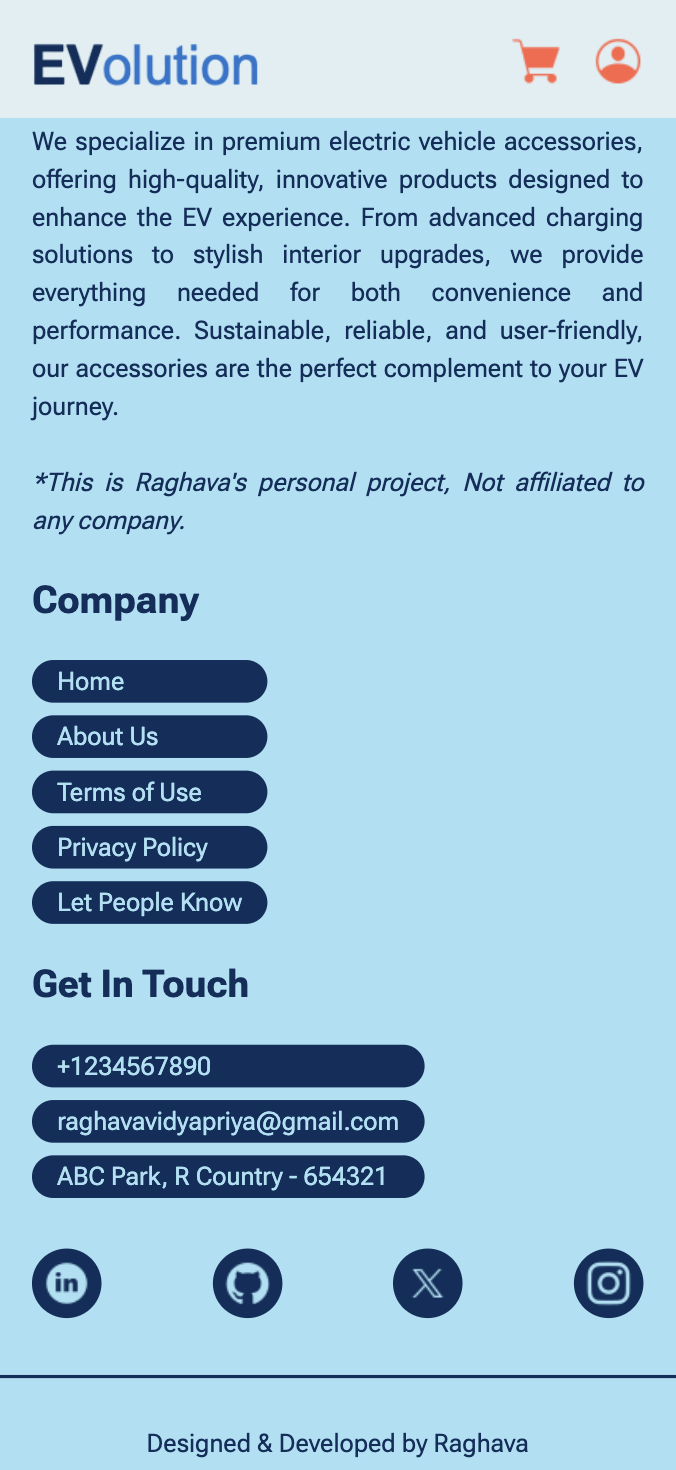 EVolution
We specialize in premium electric vehicle accessories,
offering high-quality, innovative products designed to
enhance the EV experience. From advanced charging
solutions to stylish interior upgrades, we provide
everything needed for both convenience and
performance. Sustainable, reliable, and user-friendly,
our accessories are the perfect complement to your EV
journey.
*This is Raghava's personal project, Not affiliated to
any company.
Company
Home
About Us
Terms of Use
Privacy Policy
Let People Know
Get In Touch
+1234567890
raghavavidyapriya@gmail.com
ABC Park, R Country - 654321
in
Designed & Developed by Raghava